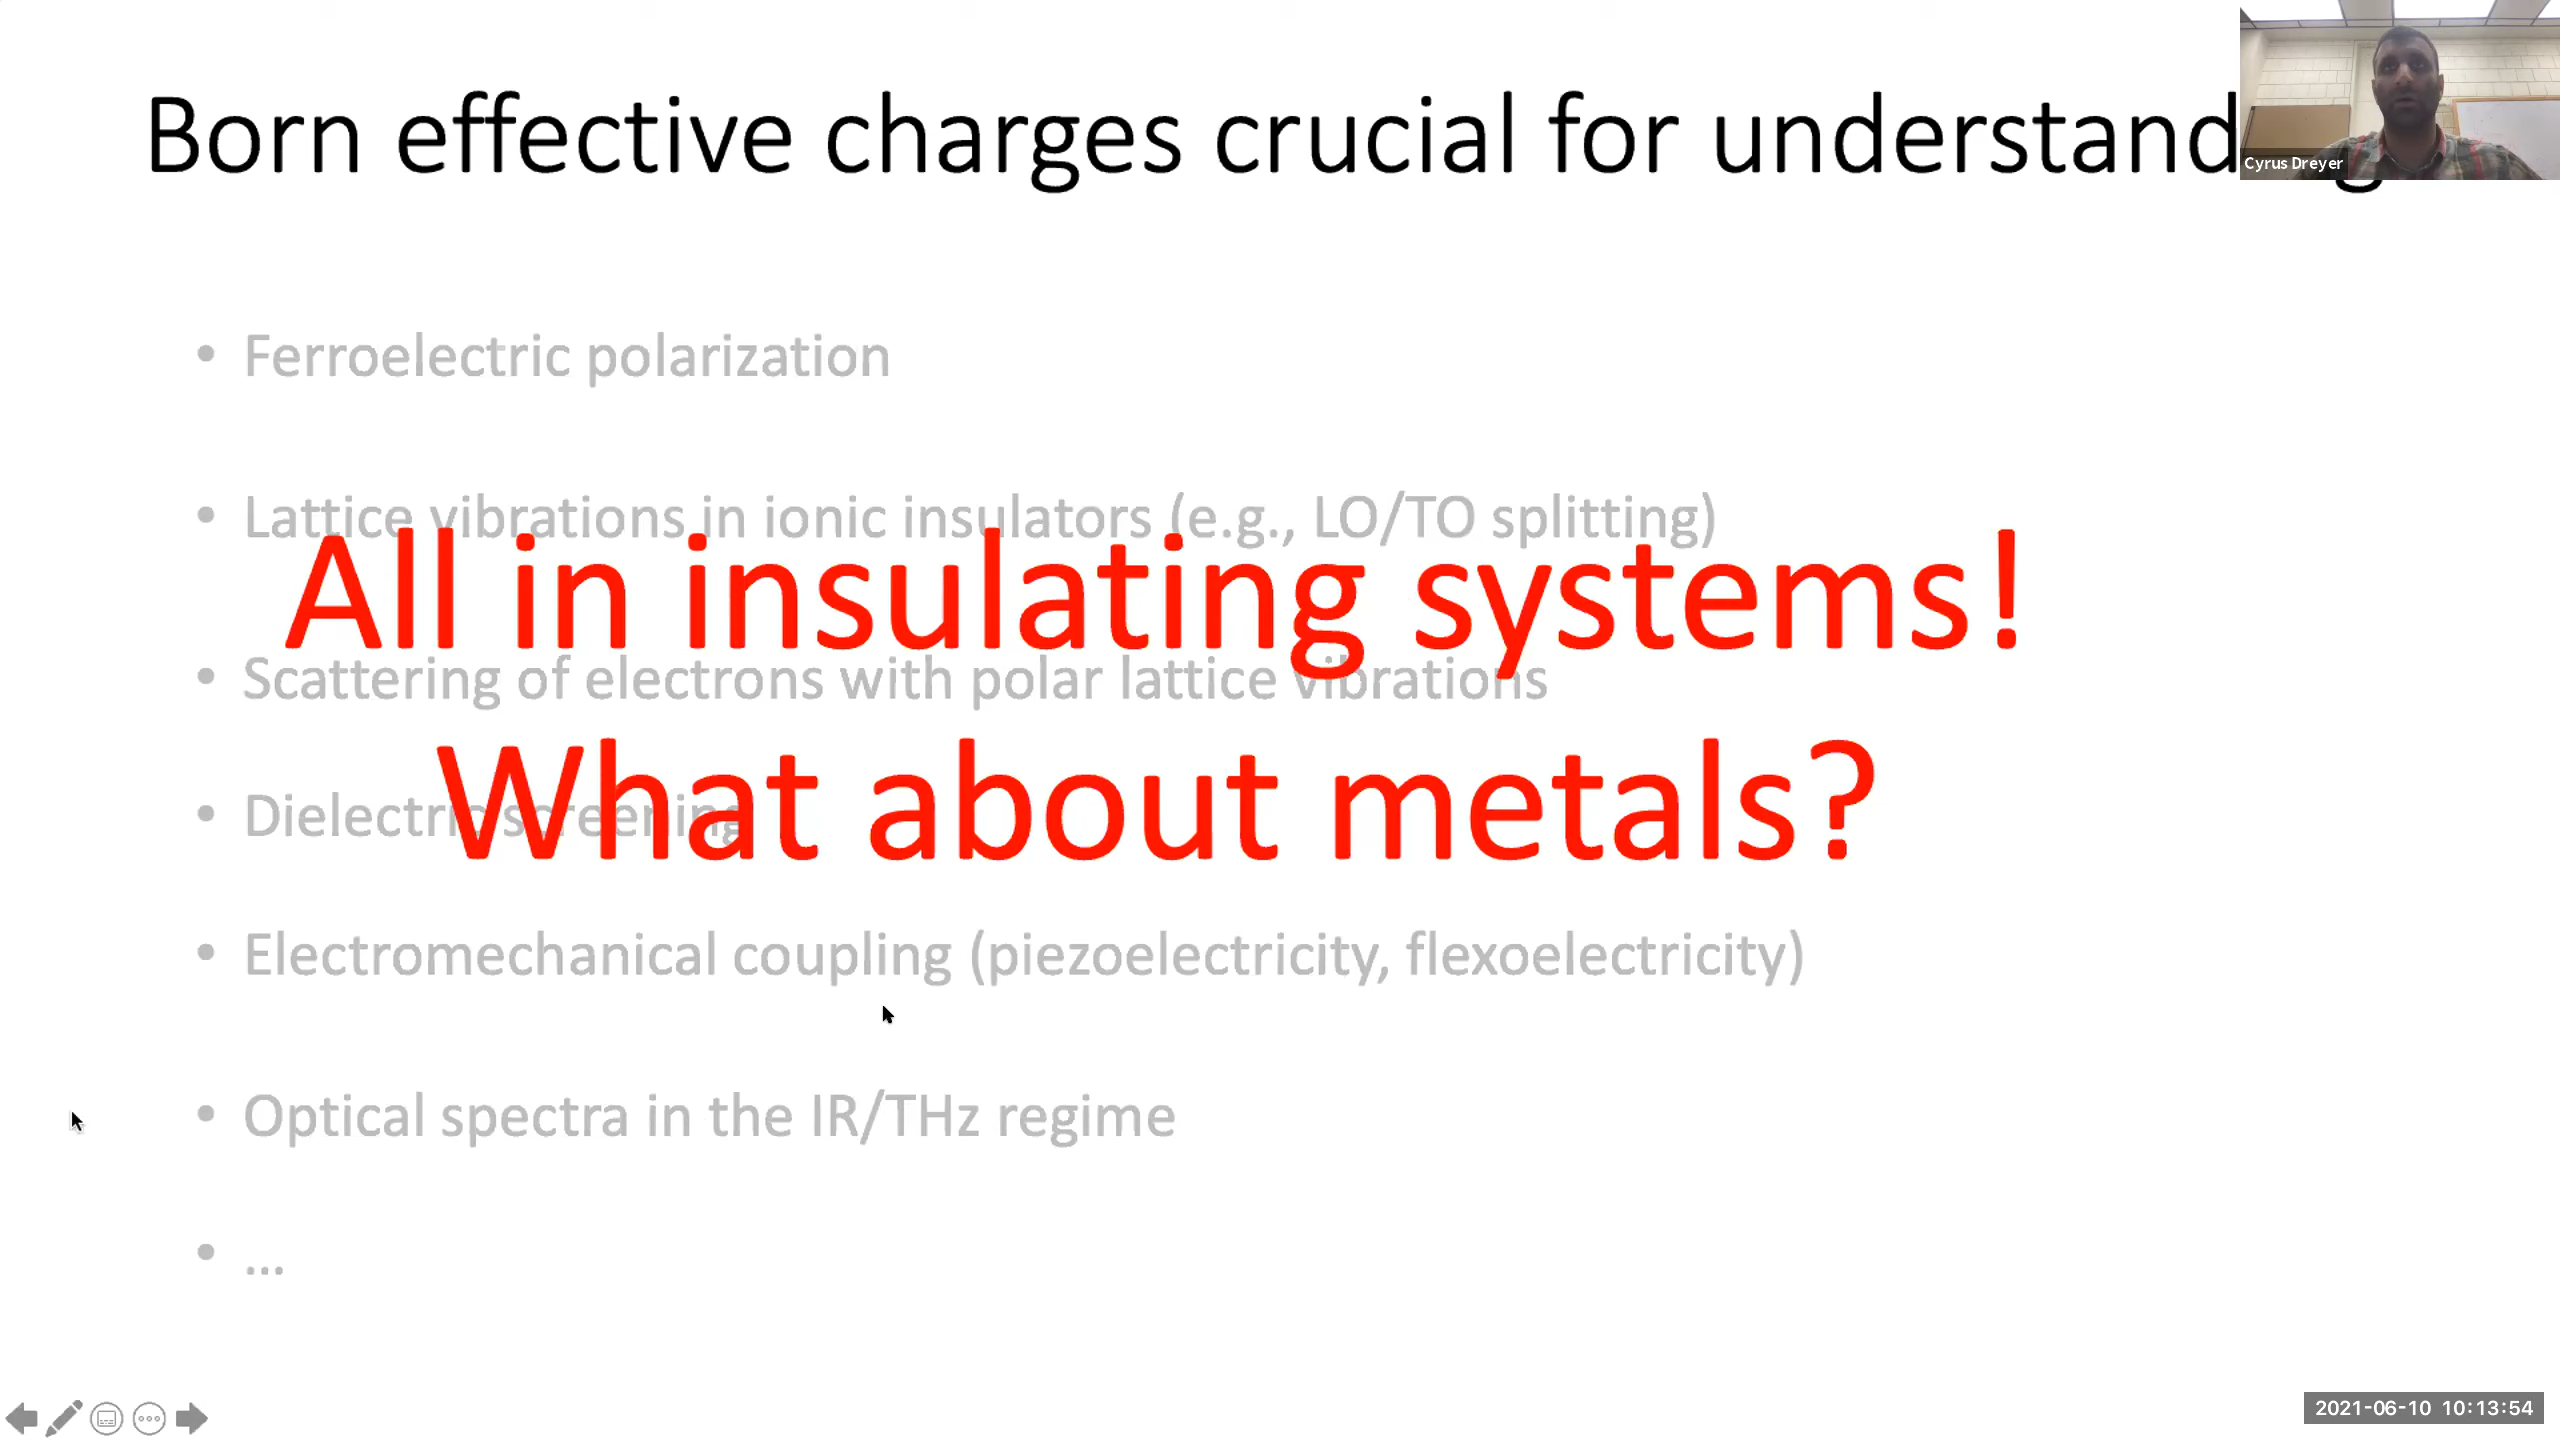 Born effective charges crucial for understand
Cyrus Dreyer
• Ferroelectric polarization
• Lattice vibrations in ionic insulators (e.g., LO/TO splitting)
All in insulating systems!
• Scattering of electrons with polar lattice vibrations
What about metals?
• Dielectric screening
• Electromechanical coupling (piezoelectricity, flexoelectricity)
• Optical spectra in the IR/THz regime
• ...
2021-06-10 10:13:54